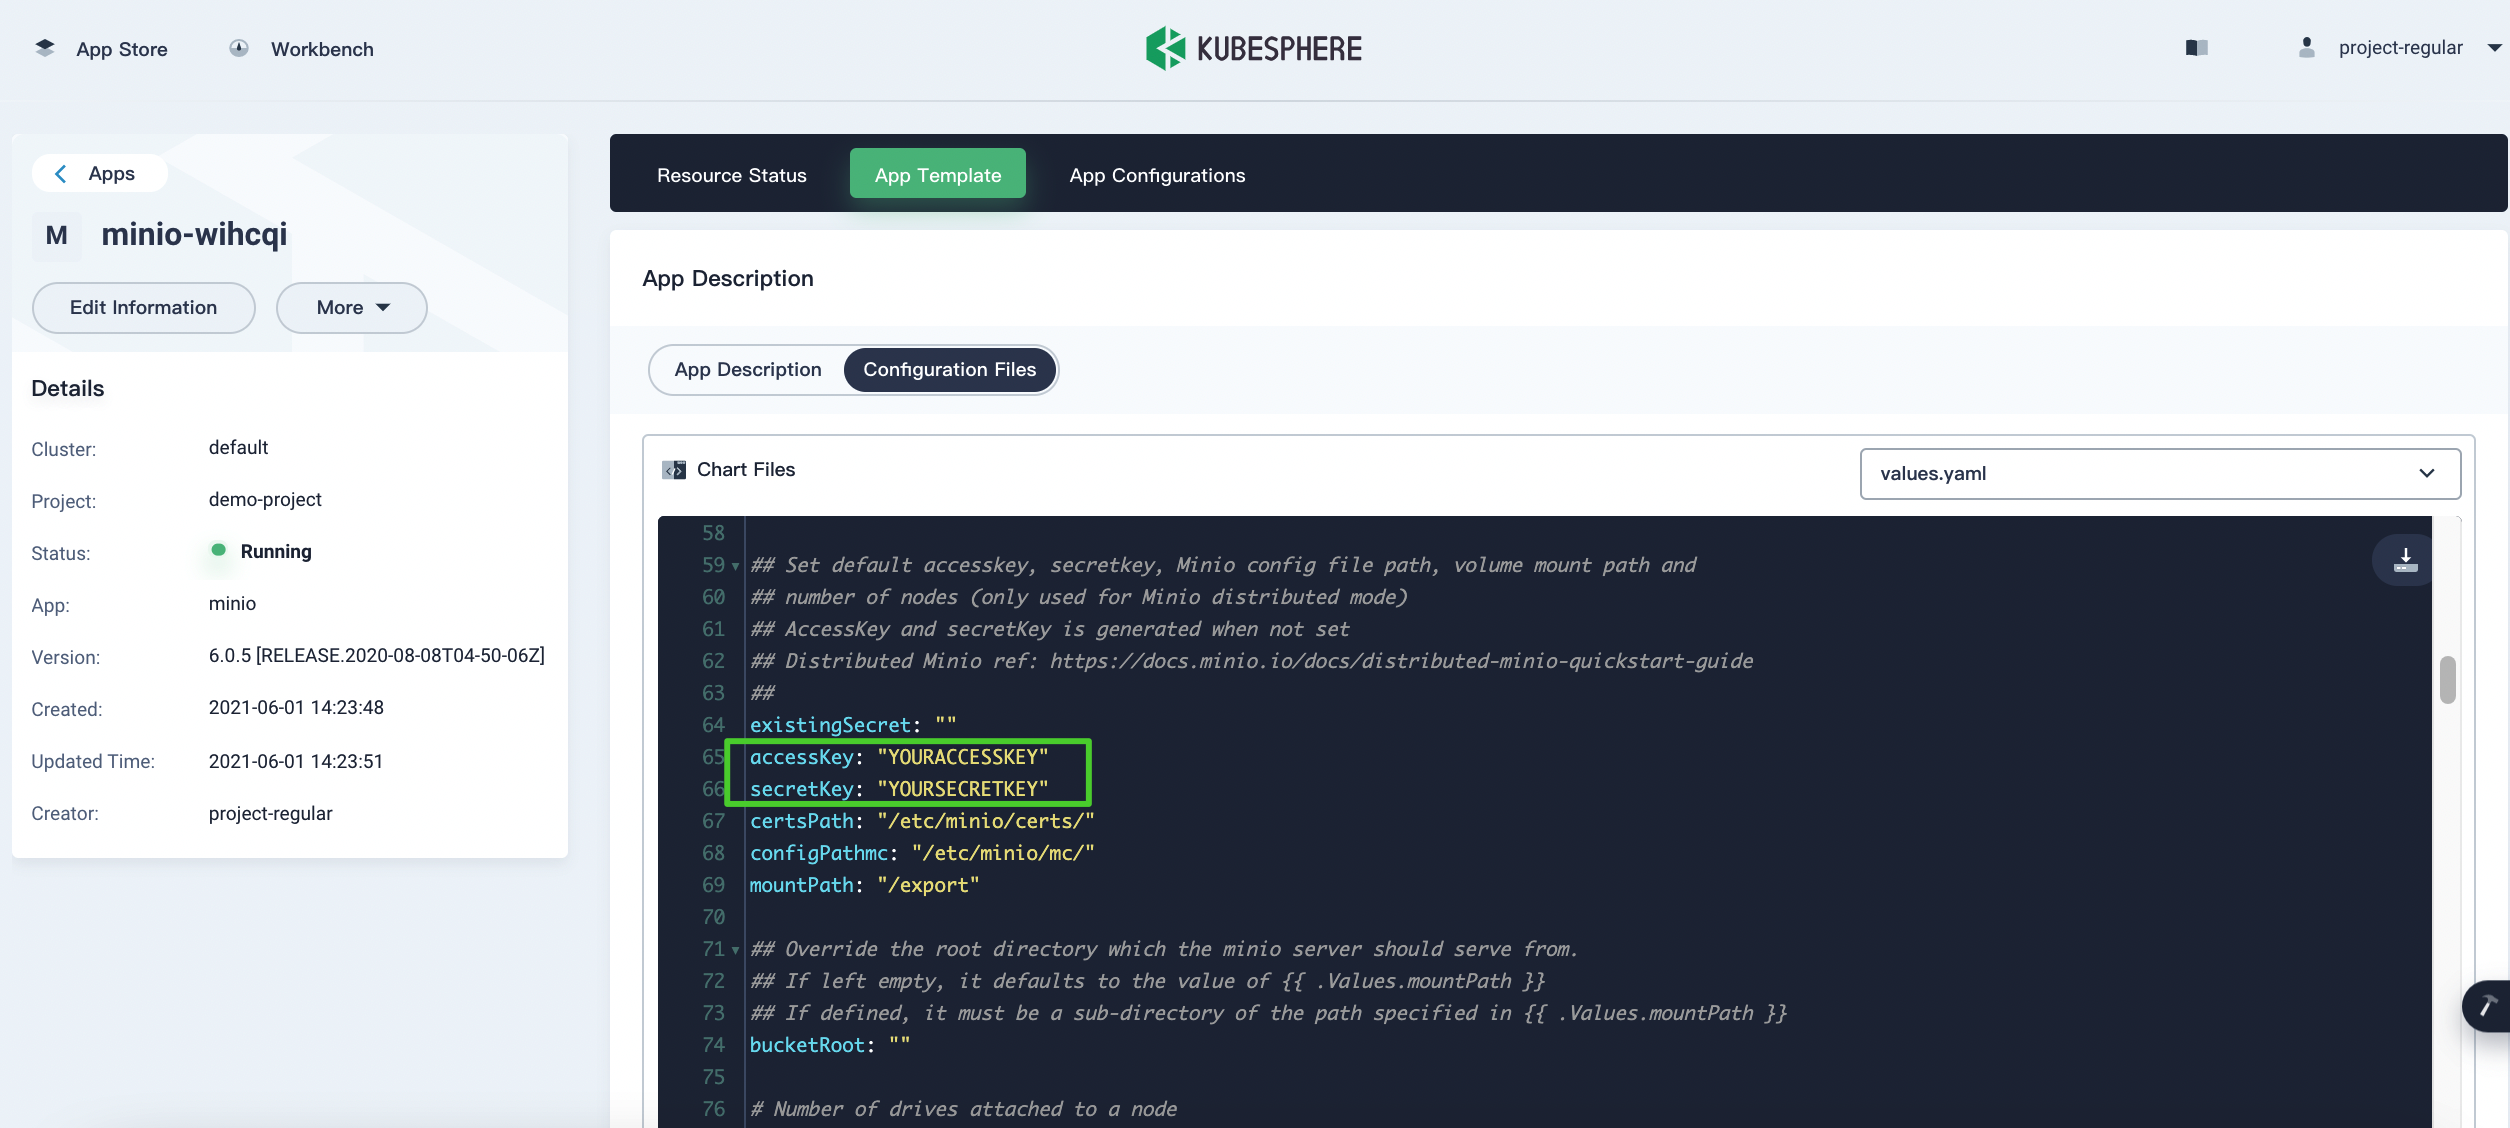 App Store
Workbench
KUBESPHERE
project-regular
Apps
M
minio-wihcqi
Edit Information
More
Details
Cluster: default
Project: demo-project
Status: Running
App: minio
Version: 6.0.5 [RELEASE.2020-08-08T04-50-06Z]
Created: 2021-06-01 14:23:48
Updated Time: 2021-06-01 14:23:51
Creator: project-regular
Resource Status
App Template
App Configurations
App Description
App Description
Configuration Files
Chart Files
values.yaml
58
59 ## Set default accesskey, secretkey, Minio config file path, volume mount path and
60 ## number of nodes (only used for Minio distributed mode)
61 ## AccessKey and secretKey is generated when not set
62 ## Distributed Minio ref: https://docs.minio.io/docs/distributed-minio-quickstart-guide
63 ##
64 existingSecret: ""
65 accessKey: "YOURACCESSKEY"
66 secretKey: "YOURSECRETKEY"
67 certsPath: "/etc/minio/certs/"
68 configPathmc: "/etc/minio/mc/"
69 mountPath: "/export"
70
71 ## Override the root directory which the minio server should serve from.
72 ## If left empty, it defaults to the value of {{ .Values.mountPath }}
73 ## If defined, it must be a sub-directory of the path specified in {{ .Values.mountPath }}
74 bucketRoot: ""
75
76 # Number of drives attached to a node